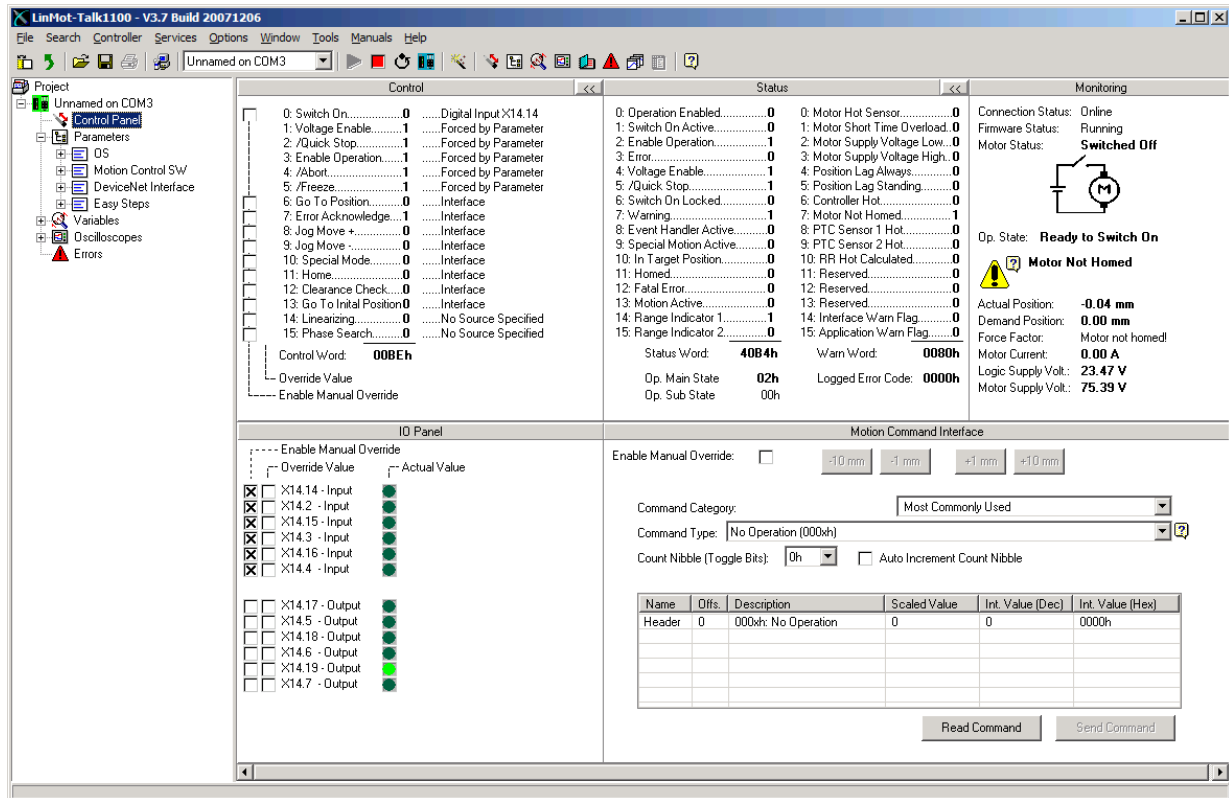 LinMot-Talk1100 - V3.7 Build 20071206
File Search Controller Services Options Window Tools Manuals Help
Unnamed on COM3
Project
Unnamed on COM3
Control Panel
Parameters
OS
Motion Control SW
DeviceNet Interface
Easy Steps
Variables
Oscilloscopes
Errors
Control <<
0: Switch On.............0 .....Digital Input X14.14
1: Voltage Enable.........1 .....Forced by Parameter
2: /Quick Stop............1 .....Forced by Parameter
3: Enable Operation.......1 .....Forced by Parameter
4: /Abort.................1 .....Forced by Parameter
5: /Freeze................1 .....Forced by Parameter
6: Go To Position.........0 ......Interface
7: Error Acknowledge....1 ......Interface
8: Jog Move +.............0 ......Interface
9: Jog Move -.............0 ......Interface
10: Special Mode..........0 ......Interface
11: Home..................0 ......Interface
12: Clearance Check.....0 ......Interface
13: Go To Inital Position 0 ......Interface
14: Linearizing...........0 ......No Source Specified
15: Phase Search..........0 ......No Source Specified
Control Word: 00BEh
Override Value
Enable Manual Override
Status <<
0: Operation Enabled..........0
1: Switch On Active...........0
2: Enable Operation...........1
3: Error......................0
4: Voltage Enable.............1
5: /Quick Stop................1
6: Switch On Locked...........0
7: Warning....................1
8: Event Handler Active.......0
9: Special Motion Active......0
10: In Target Position........0
11: Homed.....................0
12: Fatal Error...............0
13: Motion Active.............0
14: Range Indicator 1.........1
15: Range Indicator 2.........0
Status Word: 40B4h
Op. Main State 02h
Op. Sub State 00h
0: Motor Hot Sensor...........0
1: Motor Short Time Overload..0
2: Motor Supply Voltage Low...0
3: Motor Supply Voltage High..0
4: Position Lag Always........0
5: Position Lag Standing......0
6: Controller Hot.............0
7: Motor Not Homed............1
8: PTC Sensor 1 Hot...........0
9: PTC Sensor 2 Hot...........0
10: RR Hot Calculated.........0
11: Reserved..................0
12: Reserved..................0
13: Reserved..................0
14: Interface Warn Flag.......0
15: Application Warn Flag.....0
Warn Word: 0080h
Logged Error Code: 0000h
Monitoring
Connection Status: Online
Firmware Status: Running
Motor Status: Switched Off
M
Op. State: Ready to Switch On
Motor Not Homed
Actual Position: -0.04 mm
Demand Position: 0.00 mm
Force Factor: Motor not homed!
Motor Current: 0.00 A
Logic Supply Volt.: 23.47 V
Motor Supply Volt.: 75.39 V
IO Panel
Enable Manual Override
Override Value Actual Value
X14.14 - Input
X14.2 - Input
X14.15 - Input
X14.3 - Input
X14.16 - Input
X14.4 - Input
X14.17 - Output
X14.5 - Output
X14.18 - Output
X14.6 - Output
X14.19 - Output
X14.7 - Output
Motion Command Interface
Enable Manual Override: -10 mm -1 mm +1 mm +10 mm
Command Category: Most Commonly Used
Command Type: No Operation (000xh)
Count Nibble (Toggle Bits): 0h Auto Increment Count Nibble
Name Offs. Description Scaled Value Int. Value (Dec) Int. Value (Hex)
Header 0 000xh: No Operation 0 0 0000h
Read Command Send Command